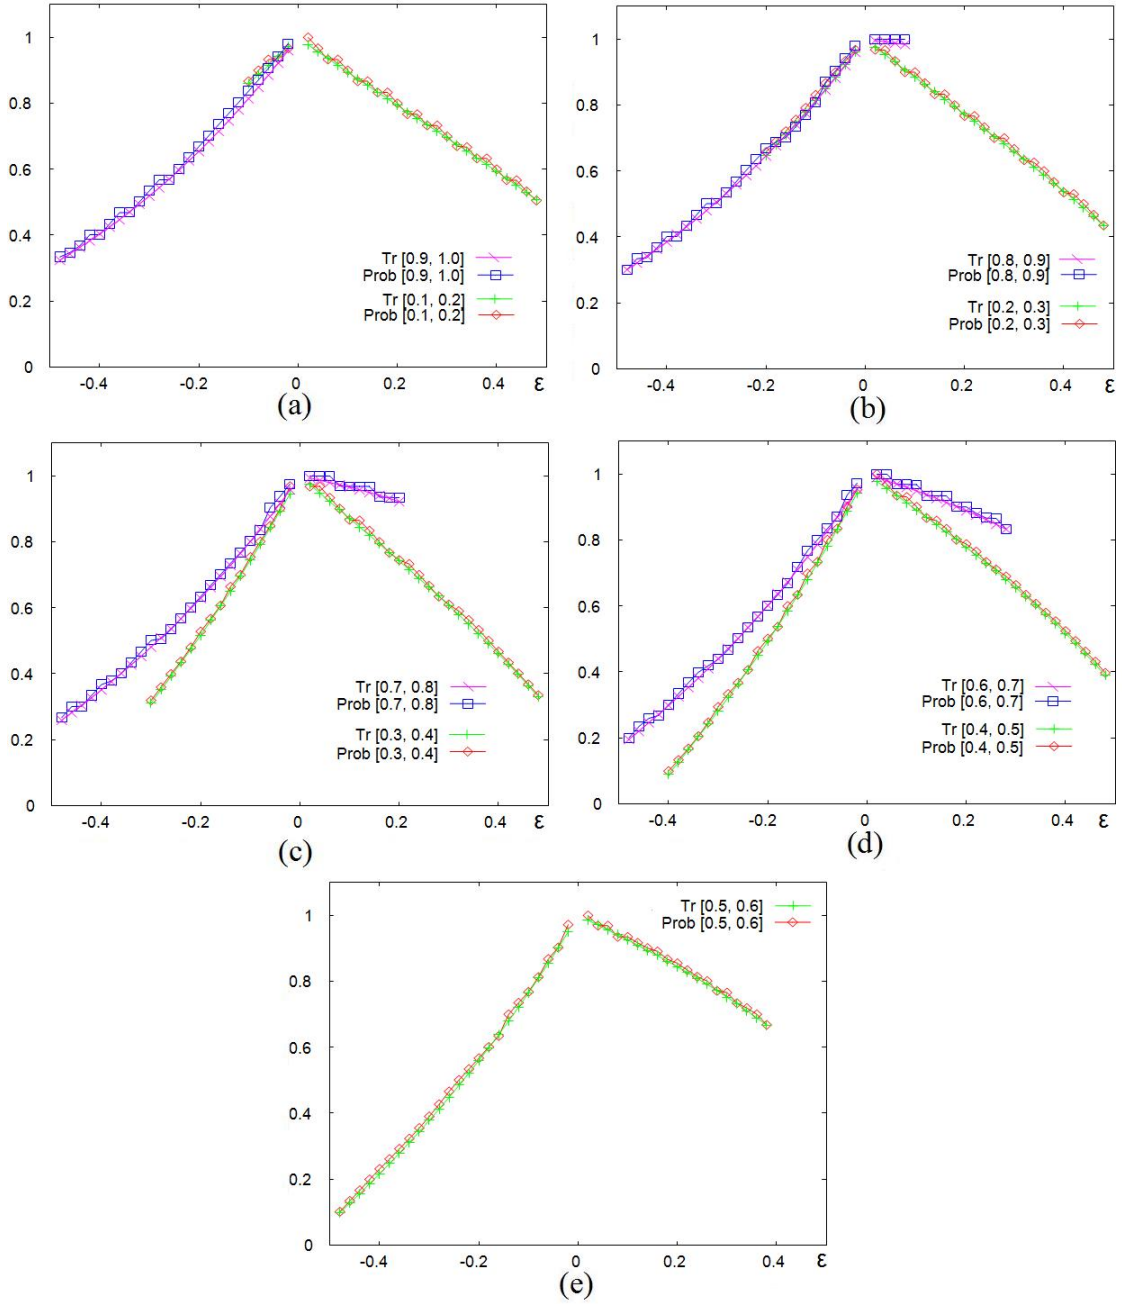 1
0.8
0.6
0.4
0.2
0
-0.4 -0.2 0 0.2 0.4 ε
Tr [0.9, 1.0]
Prob [0.9, 1.0]
Tr [0.1, 0.2]
Prob [0.1, 0.2]
(a)
1
0.8
0.6
0.4
0.2
0
-0.4 -0.2 0 0.2 0.4 ε
Tr [0.8, 0.9]
Prob [0.8, 0.9]
Tr [0.2, 0.3]
Prob [0.2, 0.3]
(b)
1
0.8
0.6
0.4
0.2
0
-0.4 -0.2 0 0.2 0.4 ε
Tr [0.7, 0.8]
Prob [0.7, 0.8]
Tr [0.3, 0.4]
Prob [0.3, 0.4]
(c)
1
0.8
0.6
0.4
0.2
0
-0.4 -0.2 0 0.2 0.4 ε
Tr [0.6, 0.7]
Prob [0.6, 0.7]
Tr [0.4, 0.5]
Prob [0.4, 0.5]
(d)
1
0.8
0.6
0.4
0.2
0
-0.4 -0.2 0 0.2 0.4 ε
Tr [0.5, 0.6]
Prob [0.5, 0.6]
(e)